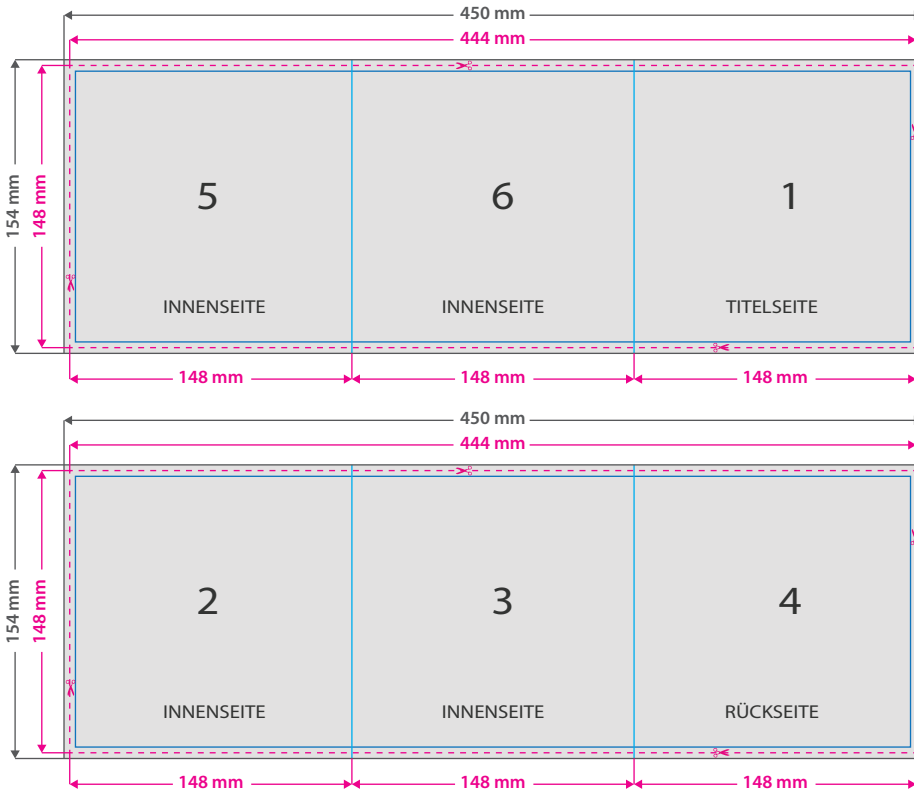 450 mm
444 mm
154 mm
148 mm
5
6
1
INNENSEITE
INNENSEITE
TITELSEITE
148 mm
148 mm
148 mm
450 mm
444 mm
154 mm
148 mm
2
3
4
INNENSEITE
INNENSEITE
RÜCKSEITE
148 mm
148 mm
148 mm